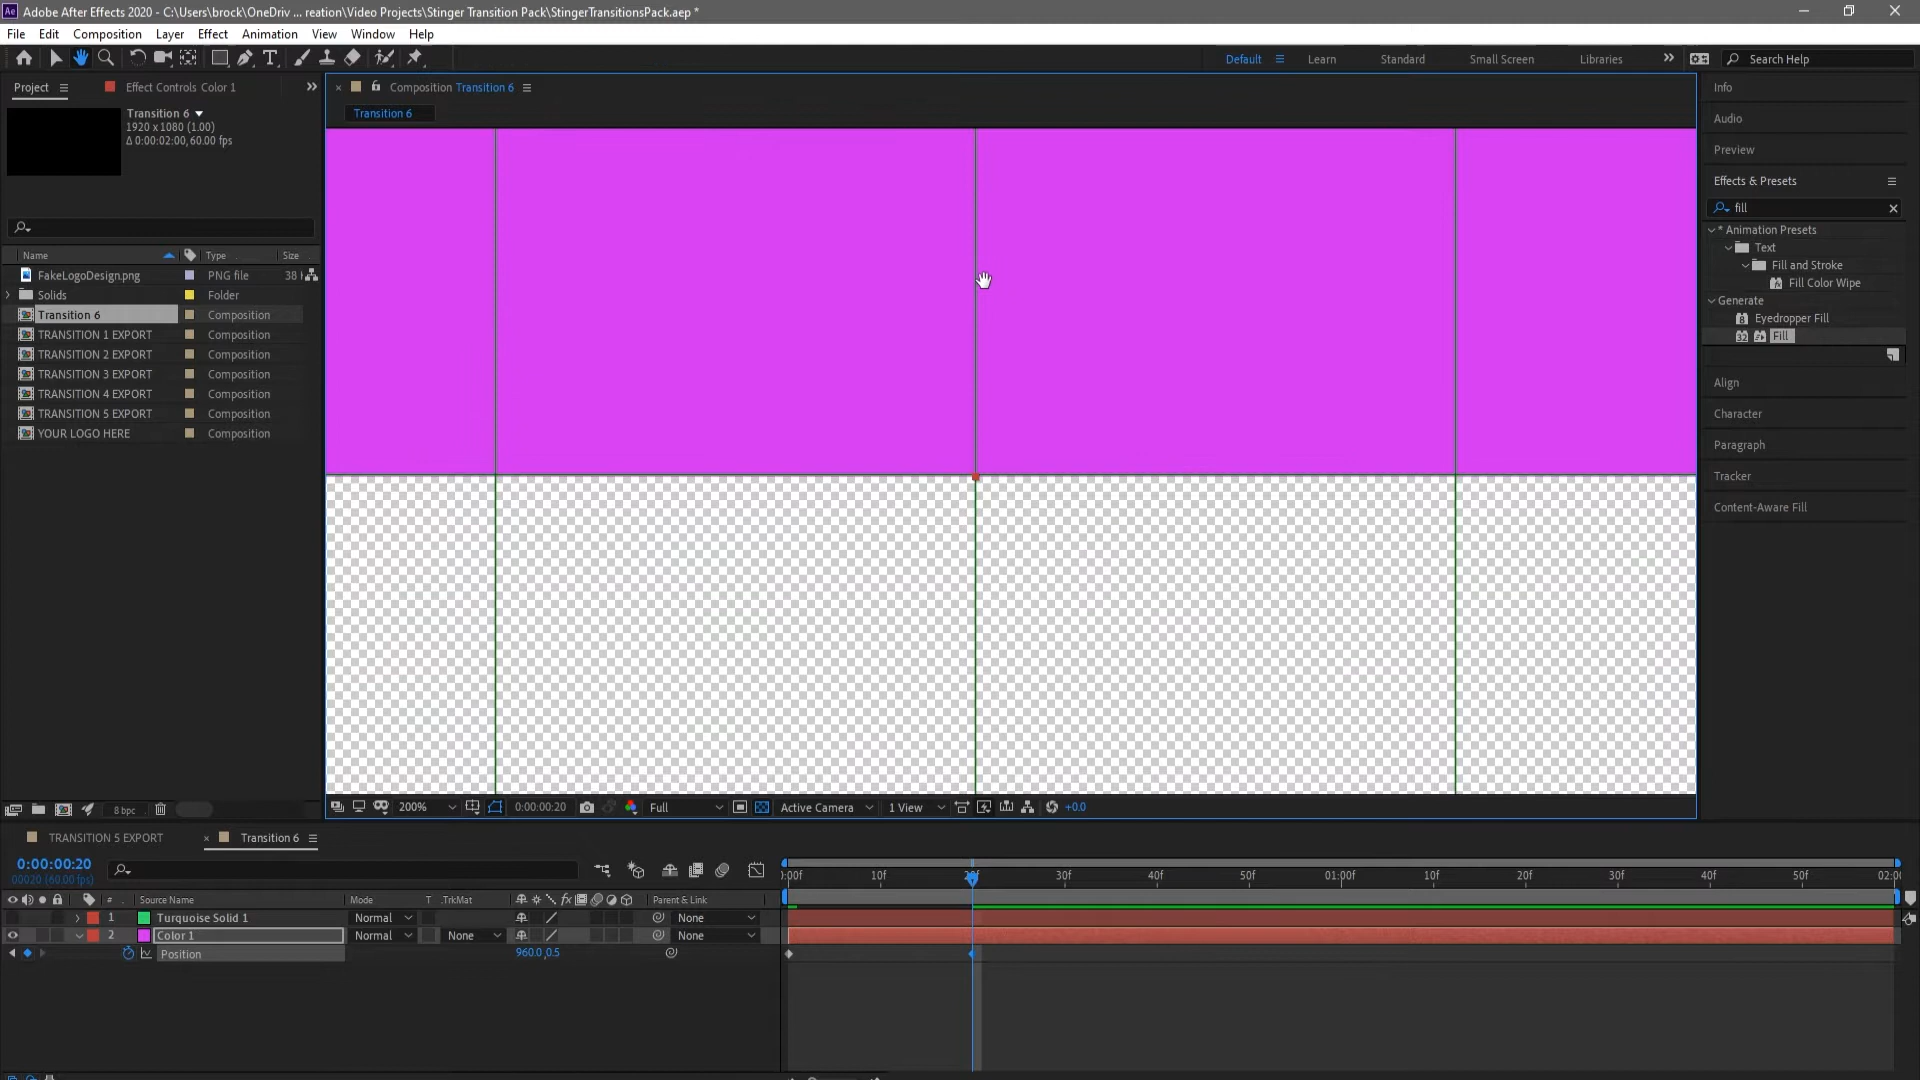 Ae Adobe After Effects 2020 - C:\Users\brock\OneDriv ... reation\Video Projects\Stinger Transition Pack\StingerTransitionsPack.aep *
File Edit Composition Layer Effect Animation View Window Help
Default Learn Standard Small Screen Libraries Search Help
Project Effect Controls Color 1
Transition 6
1920 x 1080 (1.00)
Δ 0:00:02:00, 60.00 fps
Name Type Size
FakeLogoDesign.png PNG file 38
Solids Folder
Transition 6 Composition
TRANSITION 1 EXPORT Composition
TRANSITION 2 EXPORT Composition
TRANSITION 3 EXPORT Composition
TRANSITION 4 EXPORT Composition
TRANSITION 5 EXPORT Composition
YOUR LOGO HERE Composition
8 bpc
Composition Transition 6
Transition 6
200% 0:00:00:20 Full Active Camera 1 View +0.0
Info
Audio
Preview
Effects & Presets
fill
* Animation Presets
Text
Fill and Stroke
Fill Color Wipe
Generate
Eyedropper Fill
32 Fill
Align
Character
Paragraph
Tracker
Content-Aware Fill
TRANSITION 5 EXPORT Transition 6
0:00:00:20
00020 (60.00 fps)
:00f 10f 20f 30f 40f 50f 01:00f 10f 20f 30f 40f 50f 02:00
# Source Name Mode T .TrkMat Parent & Link
1 Turquoise Solid 1 Normal None
2 Color 1 Normal None None
Position 960.0,0.5